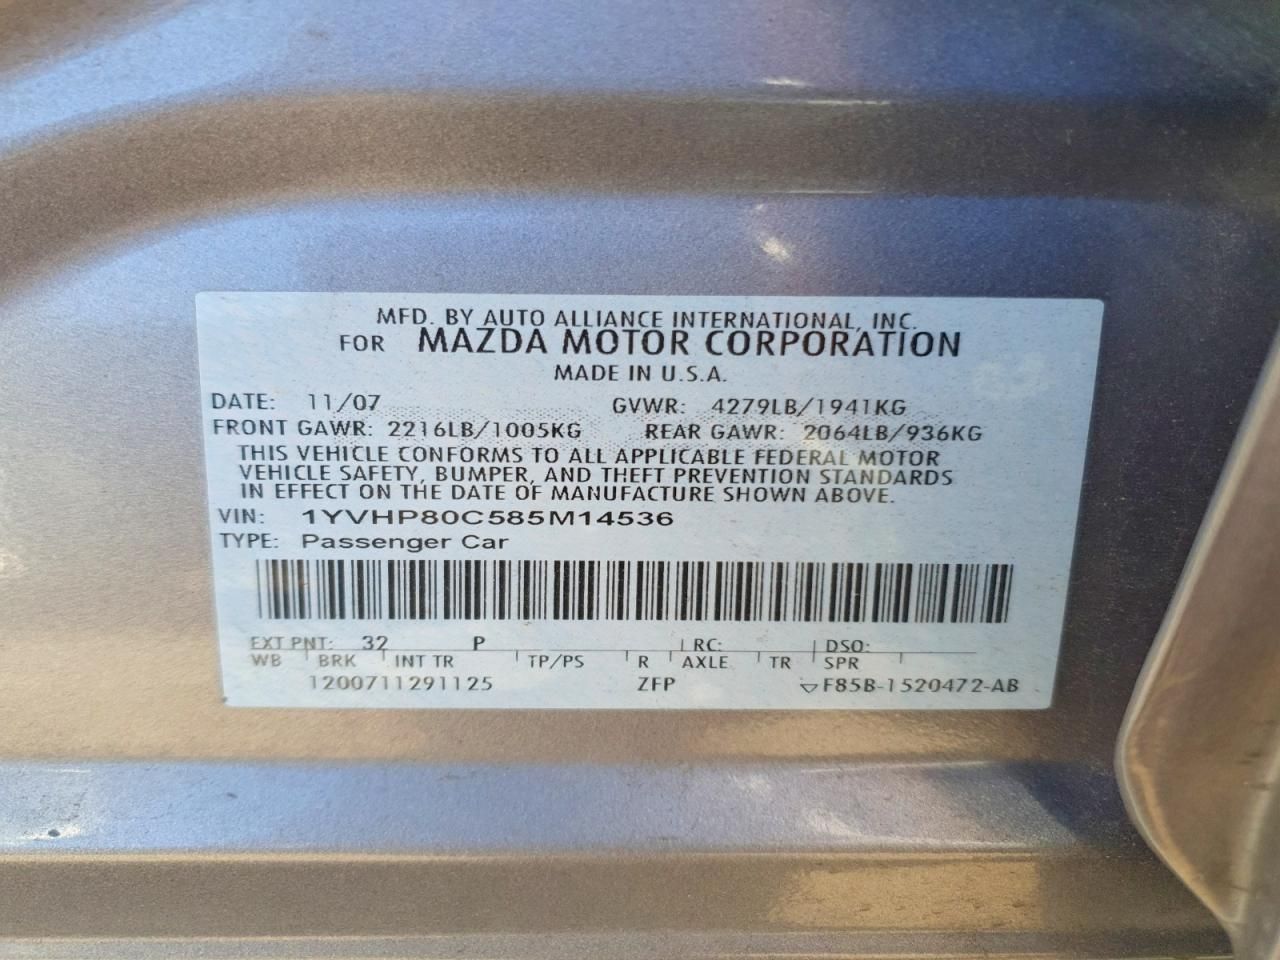 MFD. BY AUTO ALLIANCE INTERNATIONAL, INC.
FOR MAZDA MOTOR CORPORATION
MADE IN U.S.A.
DATE: 11/07 GVWR: 4279LB/1941KG
FRONT GAWR: 2216LB/1005KG REAR GAWR: 2064LB/936KG
THIS VEHICLE CONFORMS TO ALL APPLICABLE FEDERAL MOTOR
VEHICLE SAFETY, BUMPER, AND THEFT PREVENTION STANDARDS
IN EFFECT ON THE DATE OF MANUFACTURE SHOWN ABOVE.
VIN: 1YVHP80C585M14536
TYPE: Passenger Car
EXT PNT: 32 P RC: DSO:
WB BRK INT TR TP/PS R AXLE TR SPR
1200711291125 ZFP F85B-1520472-AB